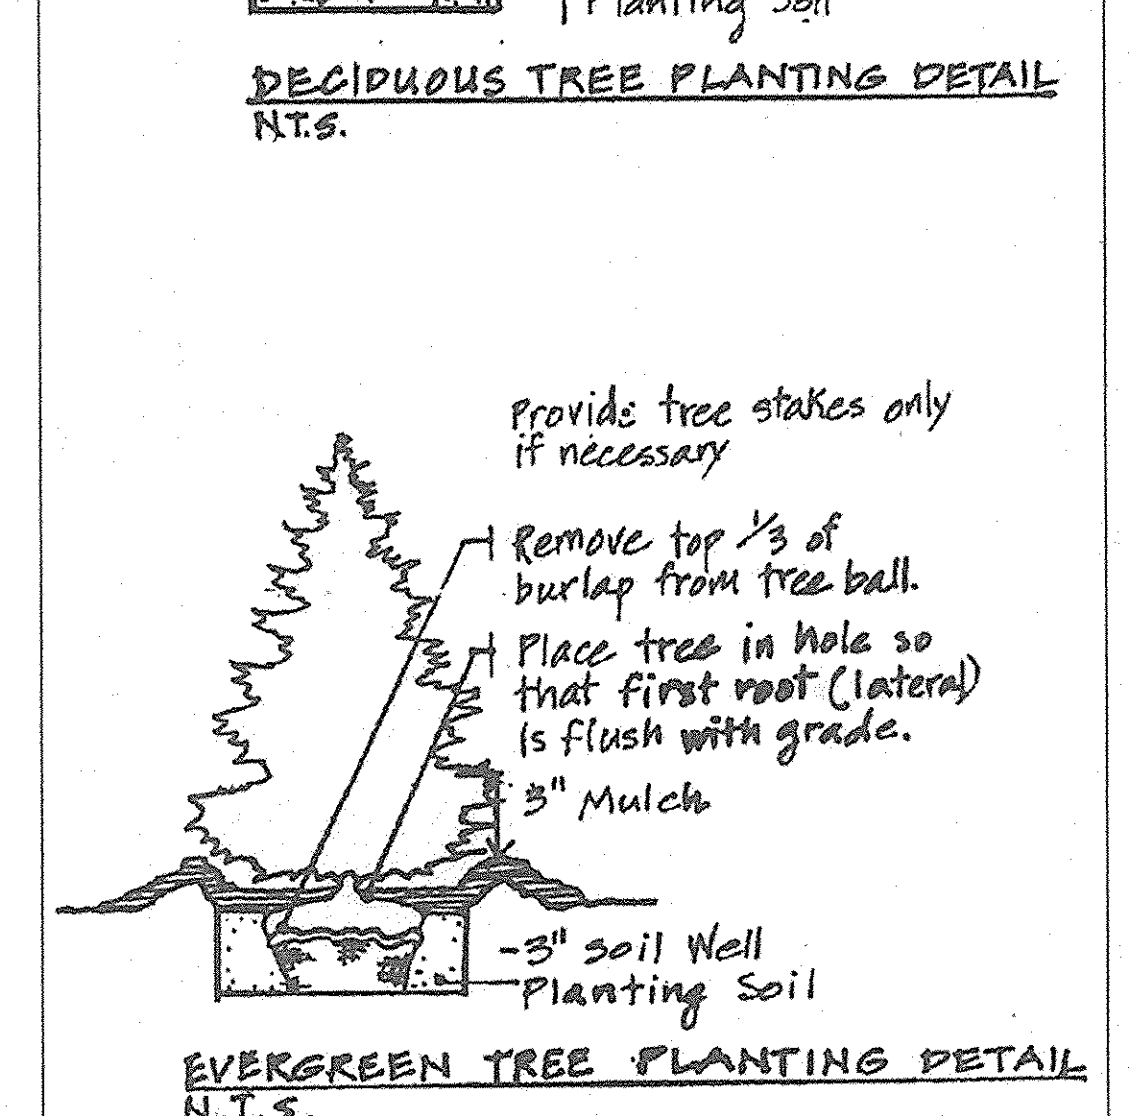 Planting Soil
DECIDUOUS TREE PLANTING DETAIL
N.T.S.
Provide tree stakes only
if necessary
Remove top 1/3 of
burlap from tree ball.
Place tree in hole so
that first root (lateral)
is flush with grade.
3" Mulch
-3" Soil Well
Planting Soil
EVERGREEN TREE PLANTING DETAIL
N.T.S.